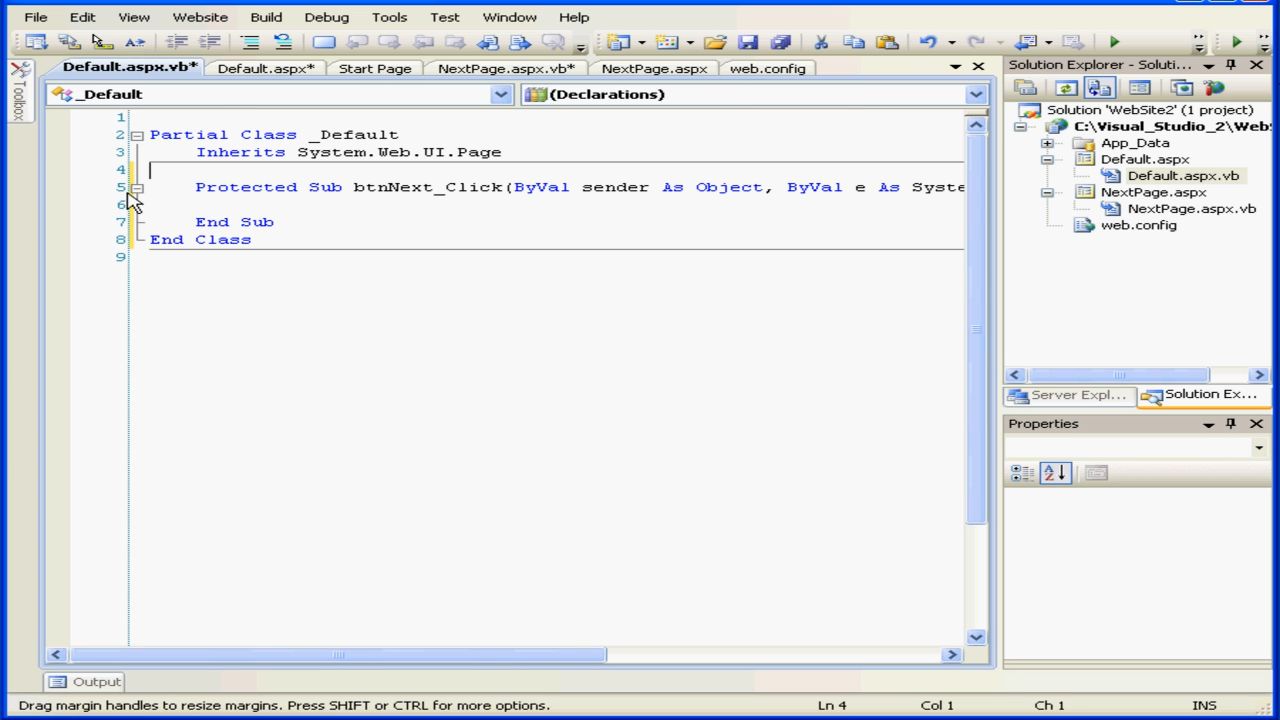 File Edit View Website Build Debug Tools Test Window Help
Default.aspx.vb* Default.aspx* Start Page NextPage.aspx.vb* NextPage.aspx web.config
Toolbox
_Default (Declarations)
1
2 Partial Class _Default
3 Inherits System.Web.UI.Page
4
5 Protected Sub btnNext_Click(ByVal sender As Object, ByVal e As Syste
6
7 End Sub
8 End Class
9
Solution Explorer - Soluti...
Solution 'WebSite2' (1 project)
C:\Visual_Studio_2\Web
App_Data
Default.aspx
Default.aspx.vb
NextPage.aspx
NextPage.aspx.vb
web.config
Server Expl... Solution Ex...
Properties
Output
Drag margin handles to resize margins. Press SHIFT or CTRL for more options. Ln 4 Col 1 Ch 1 INS